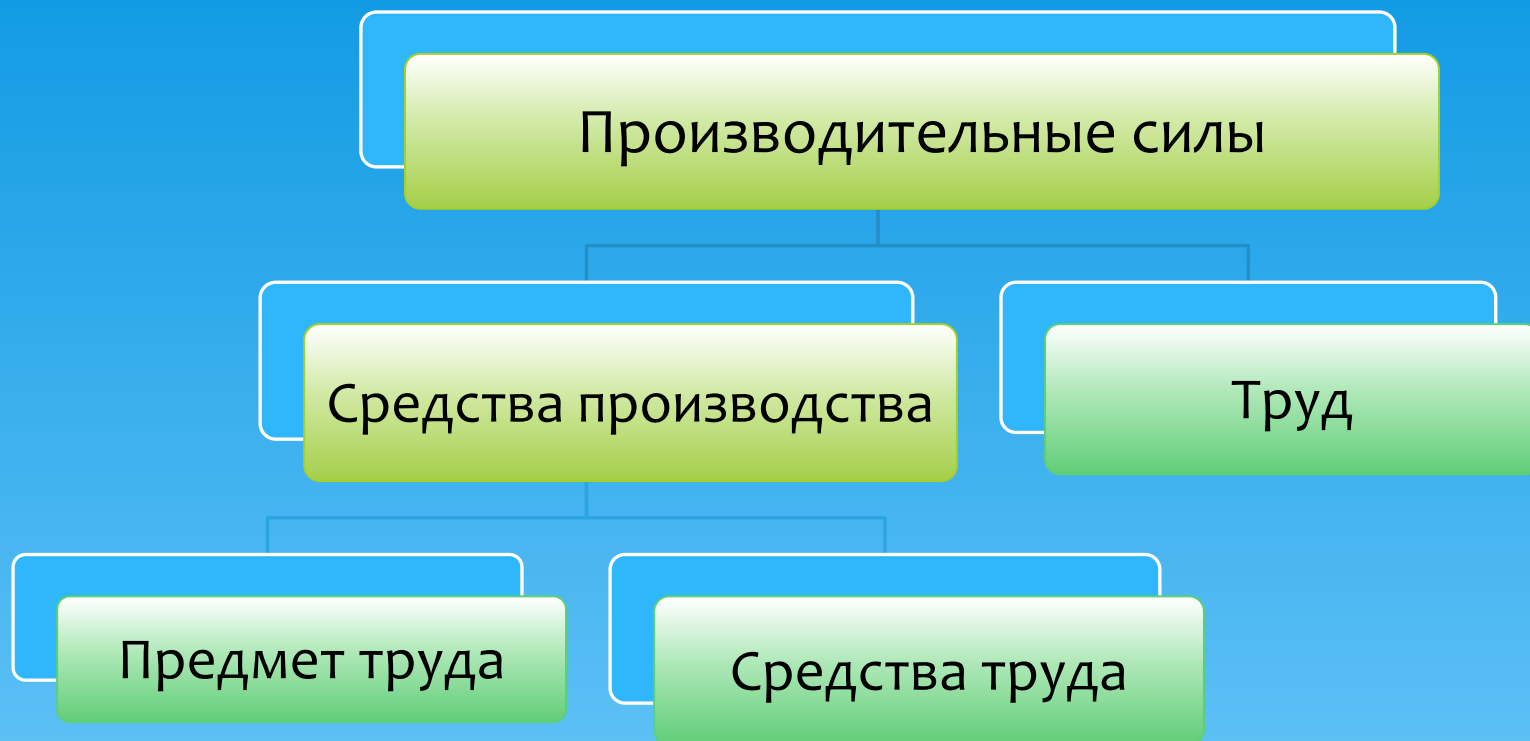 Производительные силы
Средства производства
Труд
Предмет труда
Средства труда